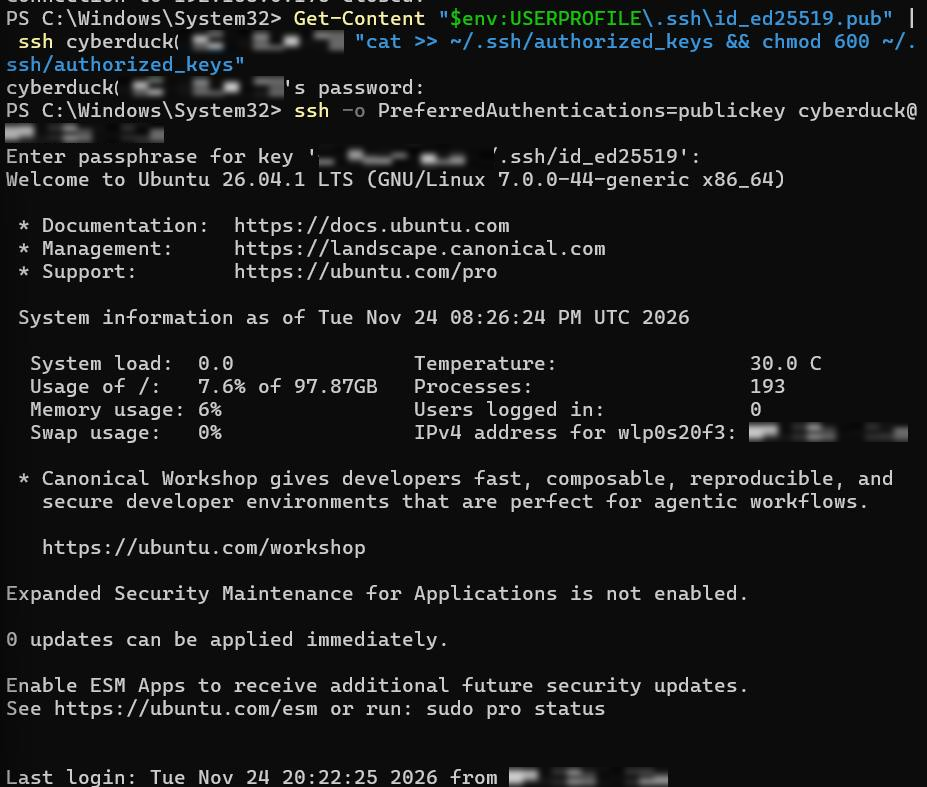 PS C:\Windows\System32> Get-Content "$env:USERPROFILE\.ssh\id_ed25519.pub" |
ssh cyberduck( "cat >> ~/.ssh/authorized_keys && chmod 600 ~/.
ssh/authorized_keys"
cyberduck( 's password:
PS C:\Windows\System32> ssh -o PreferredAuthentications=publickey cyberduck@
Enter passphrase for key ' /.ssh/id_ed25519':
Welcome to Ubuntu 26.04.1 LTS (GNU/Linux 7.0.0-44-generic x86_64)
* Documentation: https://docs.ubuntu.com
* Management: https://landscape.canonical.com
* Support: https://ubuntu.com/pro
System information as of Tue Nov 24 08:26:24 PM UTC 2026
System load: 0.0 Temperature: 30.0 C
Usage of /: 7.6% of 97.87GB Processes: 193
Memory usage: 6% Users logged in: 0
Swap usage: 0% IPv4 address for wlp0s20f3:
* Canonical Workshop gives developers fast, composable, reproducible, and
secure developer environments that are perfect for agentic workflows.
https://ubuntu.com/workshop
Expanded Security Maintenance for Applications is not enabled.
0 updates can be applied immediately.
Enable ESM Apps to receive additional future security updates.
See https://ubuntu.com/esm or run: sudo pro status
Last login: Tue Nov 24 20:22:25 2026 from